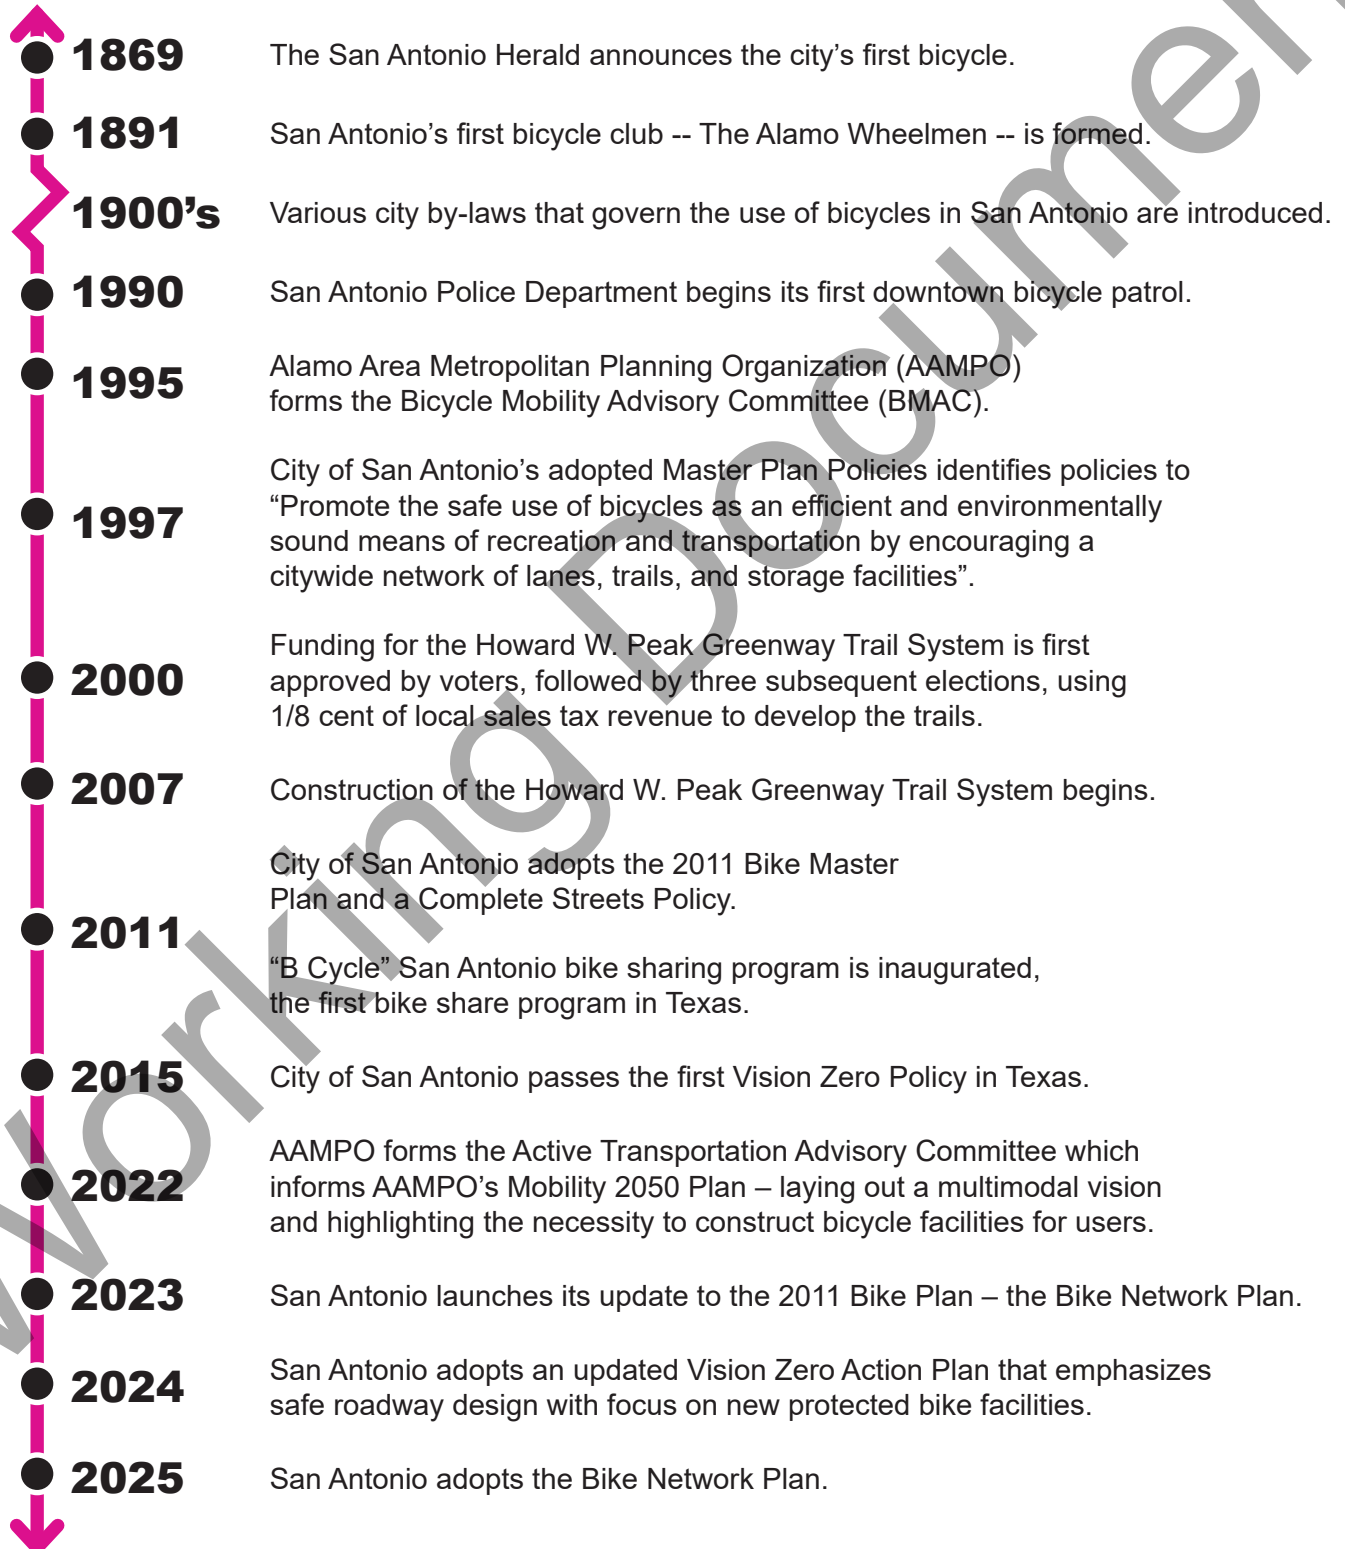 1869 The San Antonio Herald announces the city’s first bicycle.
1891 San Antonio’s first bicycle club -- The Alamo Wheelmen -- is formed.
1900’s Various city by-laws that govern the use of bicycles in San Antonio are introduced.
1990 San Antonio Police Department begins its first downtown bicycle patrol.
1995
Alamo Area Metropolitan Planning Organization (AAMPO)
forms the Bicycle Mobility Advisory Committee (BMAC).
1997
City of San Antonio’s adopted Master Plan Policies identifies policies to
“Promote the safe use of bicycles as an efficient and environmentally
sound means of recreation and transportation by encouraging a
citywide network of lanes, trails, and storage facilities”.
2000
Funding for the Howard W. Peak Greenway Trail System is first
approved by voters, followed by three subsequent elections, using
1/8 cent of local sales tax revenue to develop the trails.
2007 Construction of the Howard W. Peak Greenway Trail System begins.
2011
City of San Antonio adopts the 2011 Bike Master
Plan and a Complete Streets Policy.
“B Cycle” San Antonio bike sharing program is inaugurated,
the first bike share program in Texas.
2015 City of San Antonio passes the first Vision Zero Policy in Texas.
2022
AAMPO forms the Active Transportation Advisory Committee which
informs AAMPO’s Mobility 2050 Plan – laying out a multimodal vision
and highlighting the necessity to construct bicycle facilities for users.
2023 San Antonio launches its update to the 2011 Bike Plan – the Bike Network Plan.
2024
San Antonio adopts an updated Vision Zero Action Plan that emphasizes
safe roadway design with focus on new protected bike facilities.
2025 San Antonio adopts the Bike Network Plan.
Working Documen